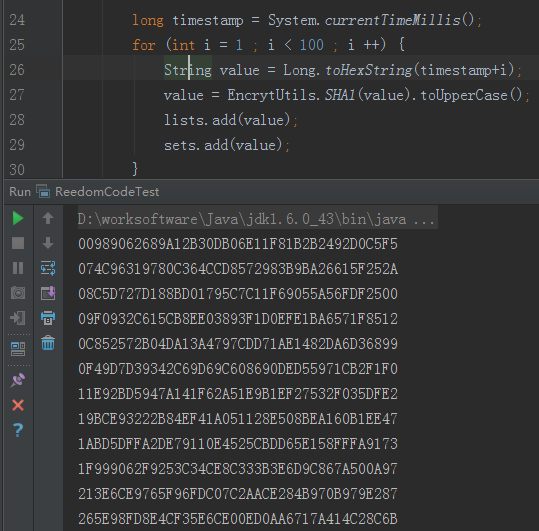 24 long timestamp = System.currentTimeMillis();
25 for (int i = 1 ; i < 100 ; i ++) {
26 String value = Long.toHexString(timestamp+i);
27 value = EncrytUtils.SHA1(value).toUpperCase();
28 lists.add(value);
29 sets.add(value);
30 }
Run ReedomCodeTest
D:\worksoftware\Java\jdk1.6.0_43\bin\java ...
00989062689A12B30DB06E11F81B2B2492D0C5F5
074C96319780C364CCD8572983B9BA26615F252A
08C5D727D188BD01795C7C11F69055A56FDF2500
09F0932C615CB8EE03893F1D0EFE1BA6571F8512
0C852572B04DA13A4797CDD71AE1482DA6D36899
0F49D7D39342C69D69C608690DED55971CB2F1F0
11E92BD5947A141F62A51E9B1EF27532F035DFE2
19BCE93222B84EF41A051128E508BEA160B1EE47
1ABD5DFFA2DE79110E4525CBDD65E158FFFA9173
1F999062F9253C34CE8C333B3E6D9C867A500A97
213E6CE9765F96FDC07C2AACE284B970B979E287
265E98FD8E4CF35E6CE00ED0AA6717A414C28C6B